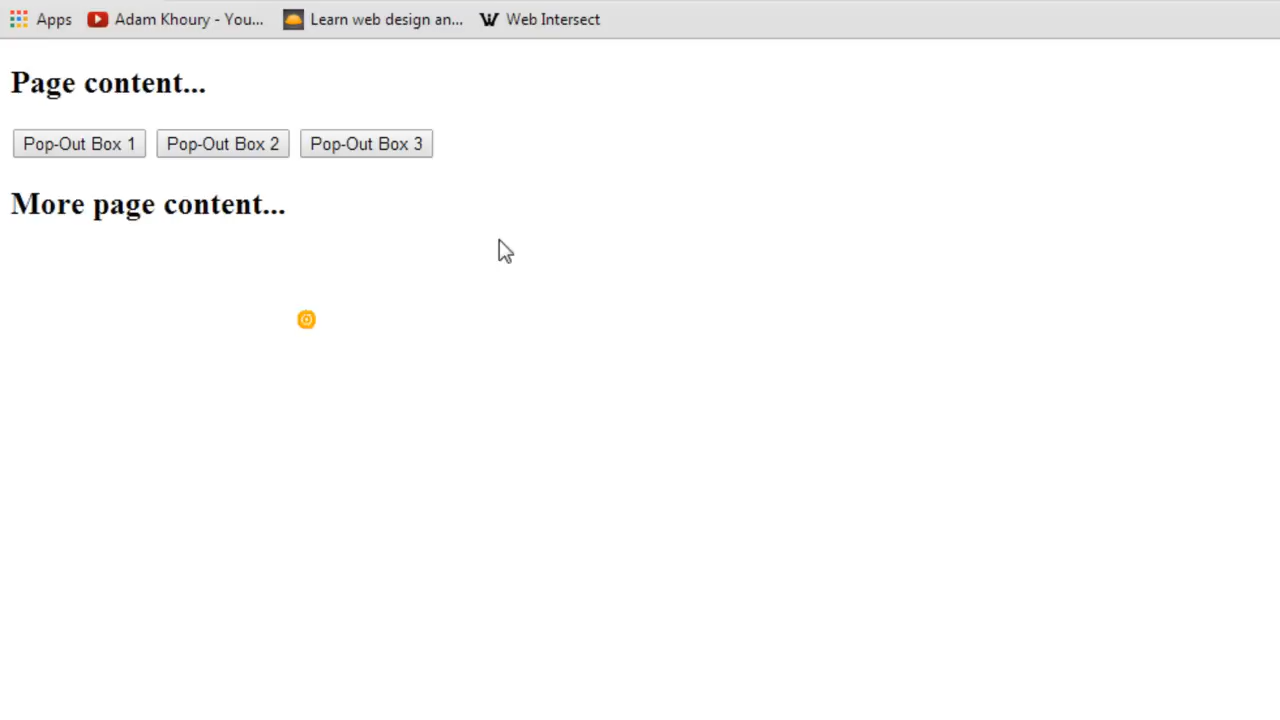 Apps Adam Khoury - You... Learn web design an... Web Intersect
Page content...
Pop-Out Box 1 Pop-Out Box 2 Pop-Out Box 3
More page content...